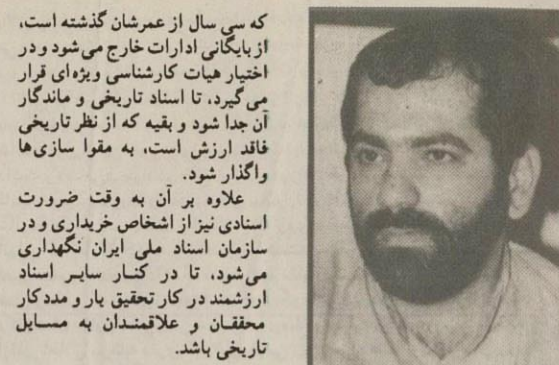 که سی سال از عمرشان گذشته است،
از بایگانی ادارات خارج می‌شود و در
اختیار هیات کارشناسی ویژه‌ای قرار
می‌گیرد، تا اسناد تاریخی و ماندگار
آن جدا شود و بقیه که از نظر تاریخی
فاقد ارزش است، به مقوا سازی‌ها
واگذار شود.
علاوه بر آن به وقت ضرورت
اسنادی نیز از اشخاص خریداری و در
سازمان اسناد ملی ایران نگهداری
می‌شود، تا در کنار سایر اسناد
ارزشمند در کار تحقیق یار و مددکار
محققان و علاقمندان به مسایل
تاریخی باشد.